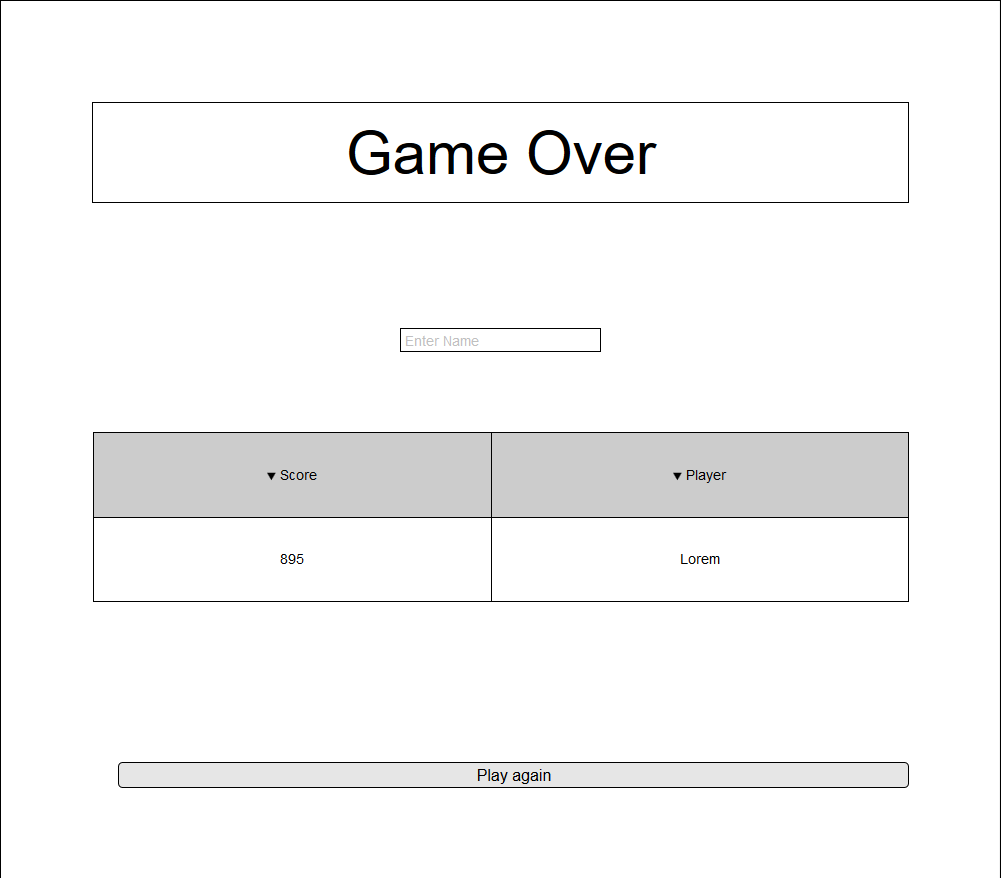 Game Over
Enter Name
▼ Score ▼ Player
895 Lorem
Play again